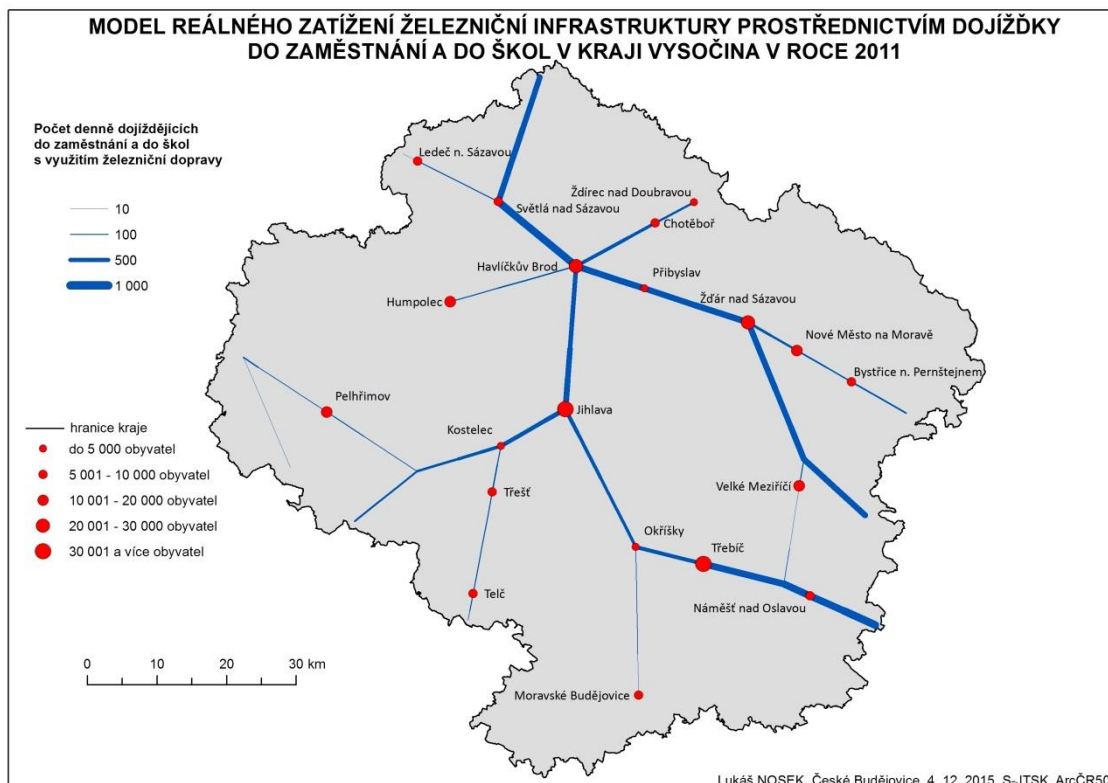 MODEL REÁLNÉHO ZATÍŽENÍ ŽELEZNIČNÍ INFRASTRUKTURY PROSTŘEDNICTVÍM DOJÍŽĎKY
DO ZAMĚSTNÁNÍ A DO ŠKOL V KRAJI VYSOČINA V ROCE 2011
Počet denně dojíždějících
do zaměstnání a do škol
s využitím železniční dopravy
10
100
500
1 000
Ledeč n. Sázavou
Ždírec nad Doubravou
Světlá nad Sázavou
Chotěboř
Havlíčkův Brod
Přibyslav
Humpolec
Žďár nad Sázavou
Nové Město na Moravě
Bystřice n. Pernštejnem
Pelhřimov
Jihlava
Kostelec
hranice kraje
do 5 000 obyvatel
5 001 - 10 000 obyvatel
10 001 - 20 000 obyvatel
20 001 - 30 000 obyvatel
30 001 a více obyvatel
Třešť
Velké Meziříčí
Okříšky
Třebíč
Telč
Náměšť nad Oslavou
Moravské Budějovice
0 10 20 30 km
Lukáš NOSEK, České Budějovice, 4. 12. 2015, S-JTSK, ArcČR50